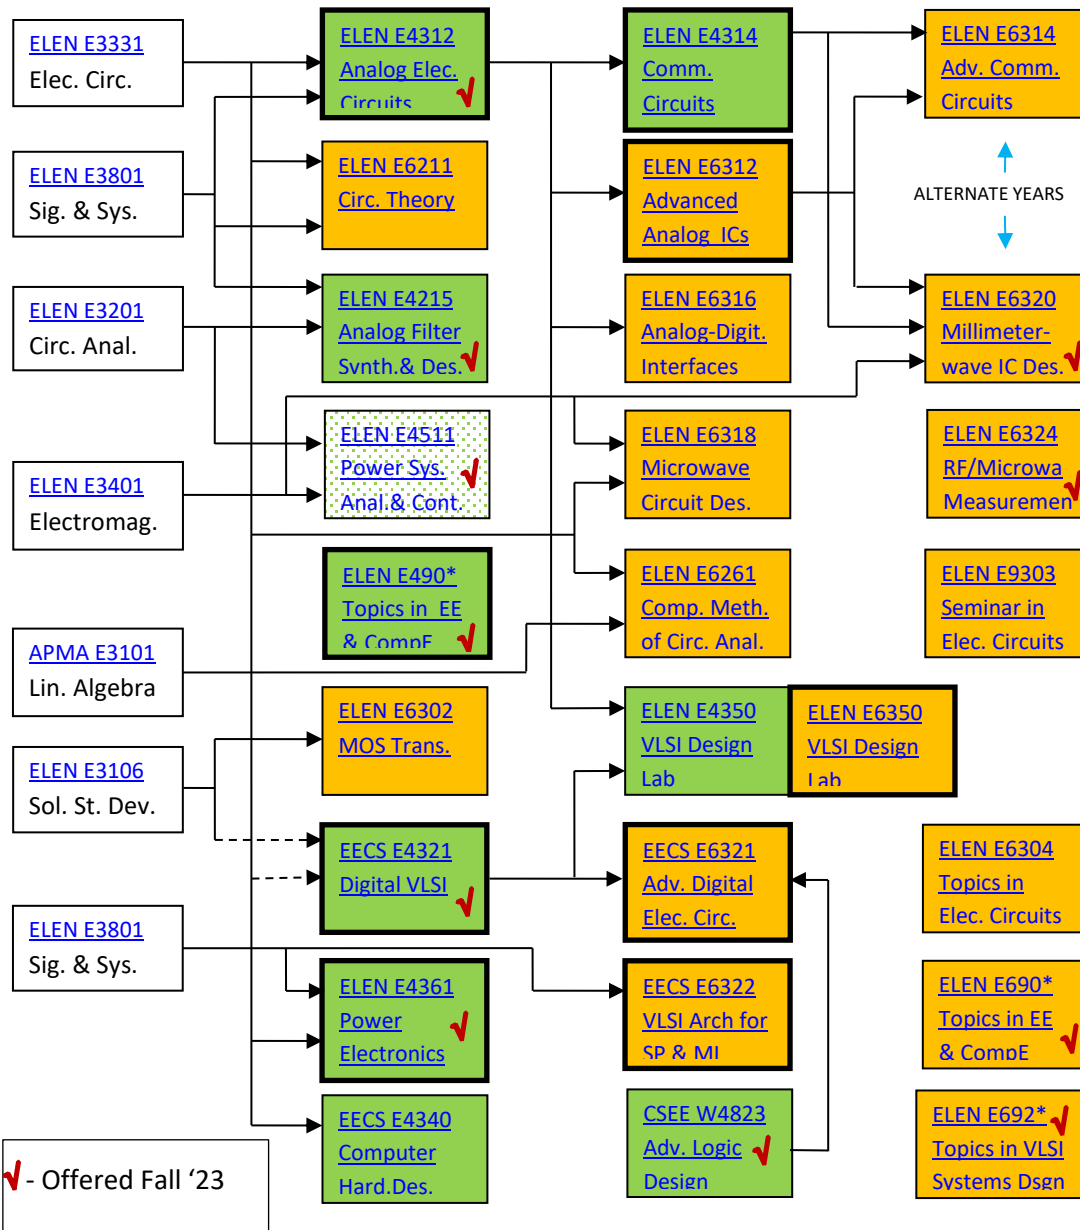 ELEN E3331
Elec. Circ.
ELEN E3801
Sig. & Sys.
ELEN E3201
Circ. Anal.
ELEN E3401
Electromag.
APMA E3101
Lin. Algebra
ELEN E3106
Sol. St. Dev.
ELEN E3801
Sig. & Sys.
√ - Offered Fall ‘23
ELEN E4312
Analog Elec.
Circuits √
ELEN E6211
Circ. Theory
ELEN E4215
Analog Filter
Synth.& Des. √
ELEN E4511
Power Sys. √
Anal.& Cont.
ELEN E490*
Topics in EE
& CompE √
ELEN E6302
MOS Trans.
EECS E4321
Digital VLSI √
ELEN E4361
Power √
Electronics
EECS E4340
Computer
Hard.Des.
ELEN E4314
Comm.
Circuits
ELEN E6312
Advanced
Analog ICs
ELEN E6316
Analog-Digit.
Interfaces
ELEN E6318
Microwave
Circuit Des.
ELEN E6261
Comp. Meth.
of Circ. Anal.
ELEN E4350
VLSI Design
Lab
ELEN E6350
VLSI Design
Lab
EECS E6321
Adv. Digital
Elec. Circ.
EECS E6322
VLSI Arch for
SP & ML
CSEE W4823
Adv. Logic √
Design
ELEN E6314
Adv. Comm.
Circuits
ALTERNATE YEARS
ELEN E6320
Millimeter-
wave IC Des. √
ELEN E6324
RF/Microwa
Measuremen √
ELEN E9303
Seminar in
Elec. Circuits
ELEN E6304
Topics in
Elec. Circuits
ELEN E690*
Topics in EE
& CompE √
ELEN E692* √
Topics in VLSI
Systems Dsgn